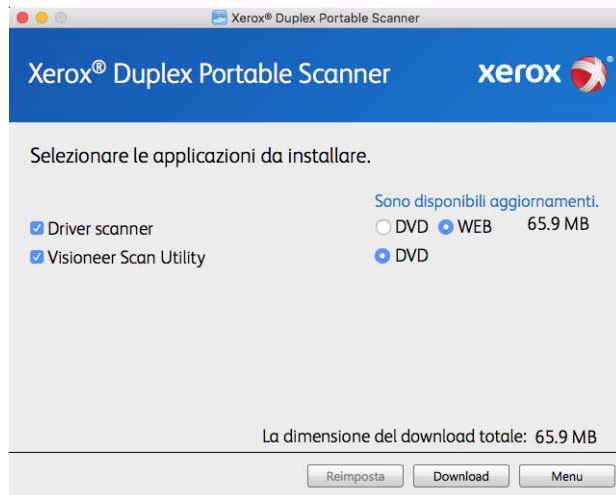 Xerox® Duplex Portable Scanner
Xerox® Duplex Portable Scanner
xerox ®
Selezionare le applicazioni da installare.
Sono disponibili aggiornamenti.
Driver scanner DVD WEB 65.9 MB
Visioneer Scan Utility DVD
La dimensione del download totale: 65.9 MB
Reimposta Download Menu